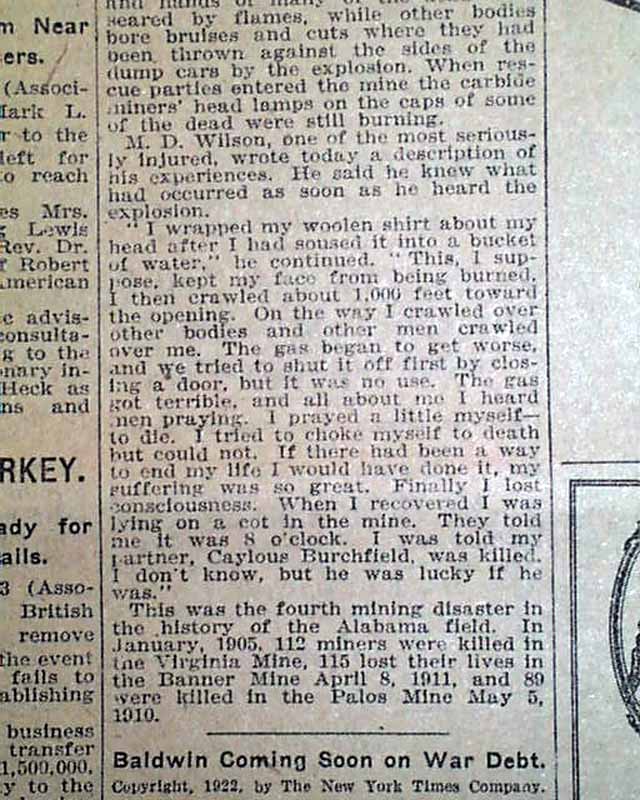 m Near
ers.
(Associ-
Mark L.
r to the
left for
o reach
es Mrs.
g Lewis
Rev. Dr.
f Robert
American
c advis-
consulta-
g to the
onary in-
Heck as
ns and
RKEY.
ady for
ails.
3 (Asso-
British
remove
the event
fails to
ablishing
business
transfer
1,500,000,
y to the
and hands of many of the
seared by flames, while other bodies
bore bruises and cuts where they had
been thrown against the sides of the
dump cars by the explosion. When res-
cue parties entered the mine the carbide
miners' head lamps on the caps of some
of the dead were still burning.
M. D. Wilson, one of the most serious-
ly injured, wrote today a description of
his experiences. He said he knew what
had occurred as soon as he heard the
explosion.
" I wrapped my woolen shirt about my
head after I had soused it into a bucket
of water," he continued. " This, I sup-
pose, kept my face from being burned.
I then crawled about 1,000 feet toward
the opening. On the way I crawled over
other bodies and other men crawled
over me. The gas began to get worse,
and we tried to shut it off first by clos-
ing a door, but it was no use. The gas
got terrible, and all about me I heard
men praying. I prayed a little myself—
to die. I tried to choke myself to death
but could not. If there had been a way
to end my life I would have done it, my
suffering was so great. Finally I lost
consciousness. When I recovered I was
lying on a cot in the mine. They told
me it was 8 o'clock. I was told my
partner, Caylous Burchfield, was killed.
I don't know, but he was lucky if he
was."
This was the fourth mining disaster in
the history of the Alabama field. In
January, 1905, 112 miners were killed in
the Virginia Mine, 115 lost their lives in
the Banner Mine April 8, 1911, and 89
were killed in the Palos Mine May 5,
1910.
Baldwin Coming Soon on War Debt.
Copyright, 1922, by The New York Times Company.